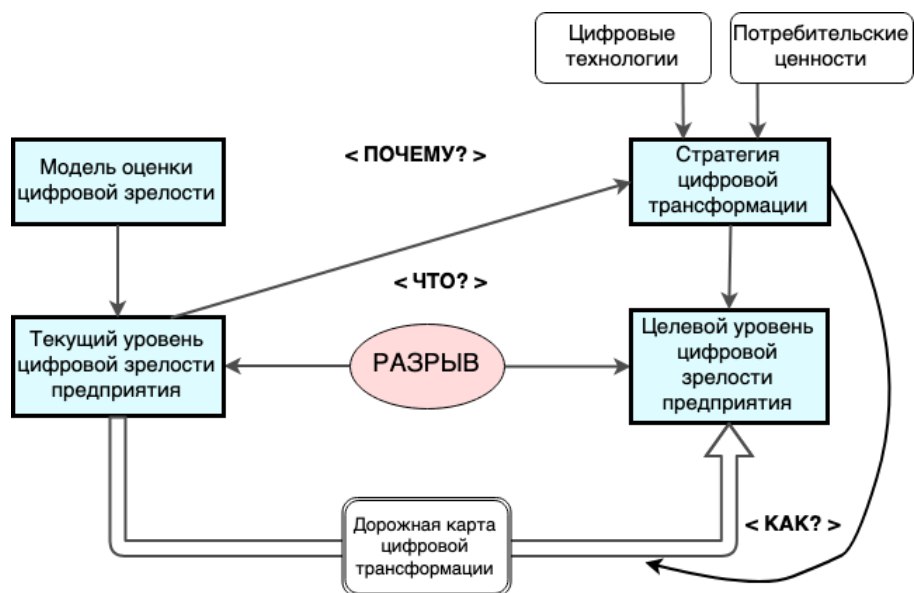 Цифровые
технологии
Потребительские
ценности
Модель оценки
цифровой зрелости
< ПОЧЕМУ? >
Стратегия
цифровой
трансформации
< ЧТО? >
Текущий уровень
цифровой зрелости
предприятия
РАЗРЫВ
Целевой уровень
цифровой
зрелости
предприятия
Дорожная карта
цифровой
трансформации
< КАК? >